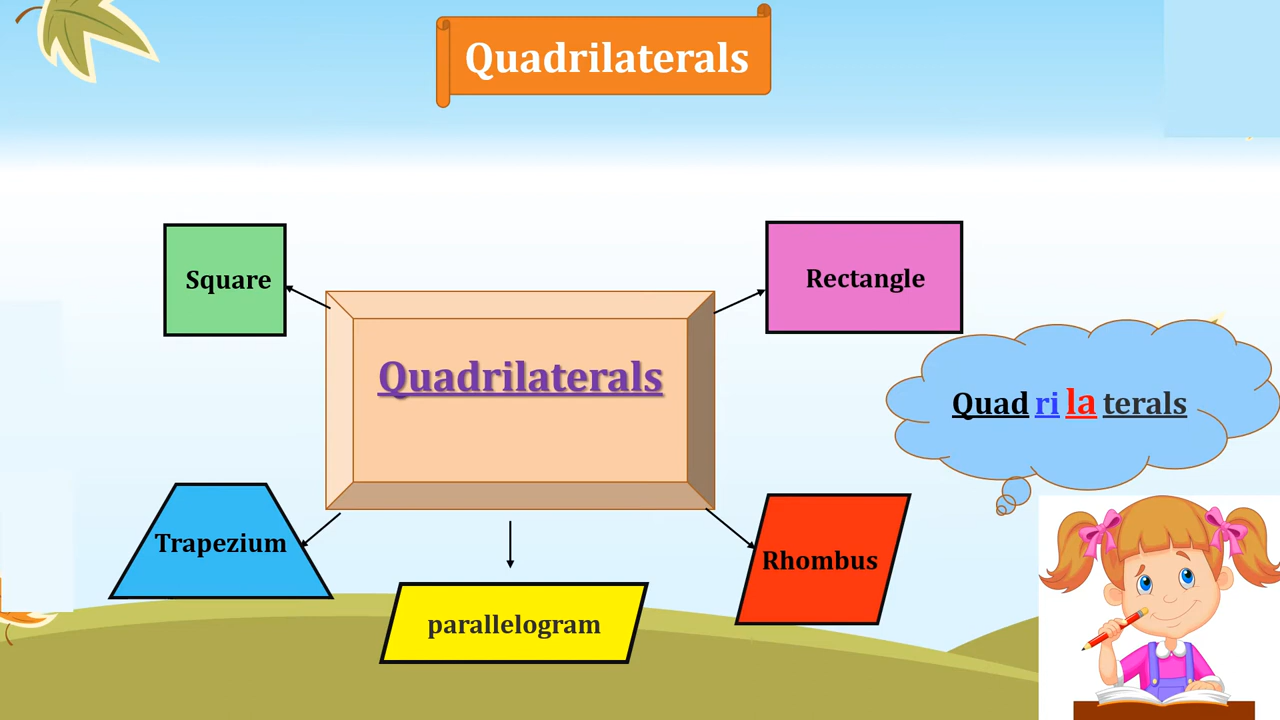 Quadrilaterals
Square
Rectangle
Quadrilaterals
Quad ri la terals
Trapezium
Rhombus
parallelogram